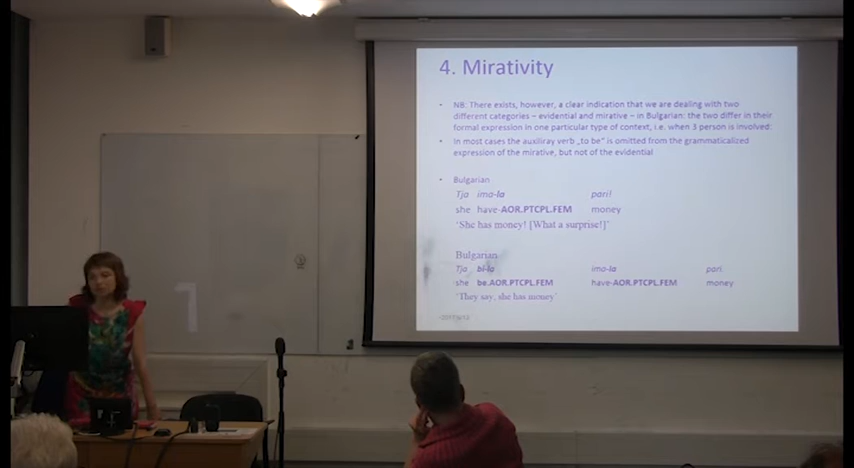 4. Mirativity
• NB: There exists, however, a clear indication that we are dealing with two
different categories – evidential and mirative – in Bulgarian: the two differ in their
formal expression in one particular type of context, i.e. when 3 person is involved.
• In most cases the auxiliray verb „to be" is omitted from the grammaticalized
expression of the mirative, but not of the evidential
• Bulgarian
Tja ima-la pari!
she have-AOR.PTCPL.FEM money
'She has money! [What a surprise!]'
Bulgarian
Tja bi-la ima-la pari.
she be.AOR.PTCPL.FEM have-AOR.PTCPL.FEM money
'They say, she has money'